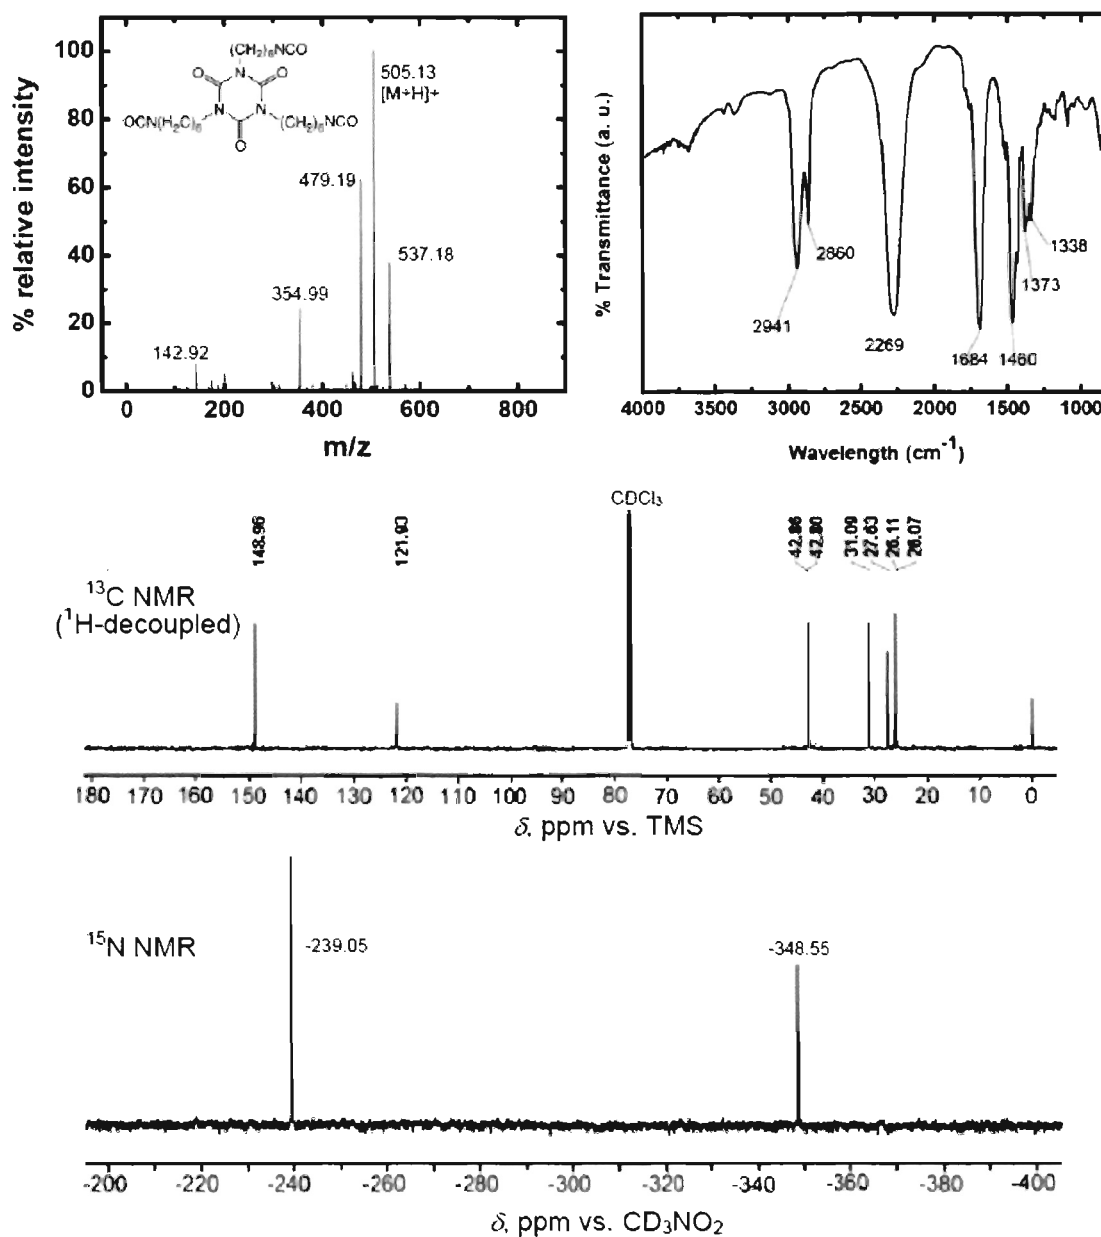 (CH₂)₆NCO
N
O
O
N
N
OCN(H₂C)₆
(CH₂)₆NCO
O
505.13
[M+H]+
479.19
537.18
354.99
142.92
100
80
60
40
20
0
% relative intensity
0 200 400 600 800
m/z
% Transmittance (a. u.)
2941
2860
2269
1684
1460
1373
1338
4000 3500 3000 2500 2000 1500 1000
Wavelength (cm⁻¹)
¹³C NMR
(¹H-decoupled)
148.96
121.93
CDCl₃
42.86
42.80
31.09
27.63
26.11
26.07
180 170 160 150 140 130 120 110 100 90 80 70 60 50 40 30 20 10 0
δ, ppm vs. TMS
¹⁵N NMR
-239.05
-348.55
-200 -220 -240 -260 -280 -300 -320 -340 -360 -380 -400
δ, ppm vs. CD₃NO₂